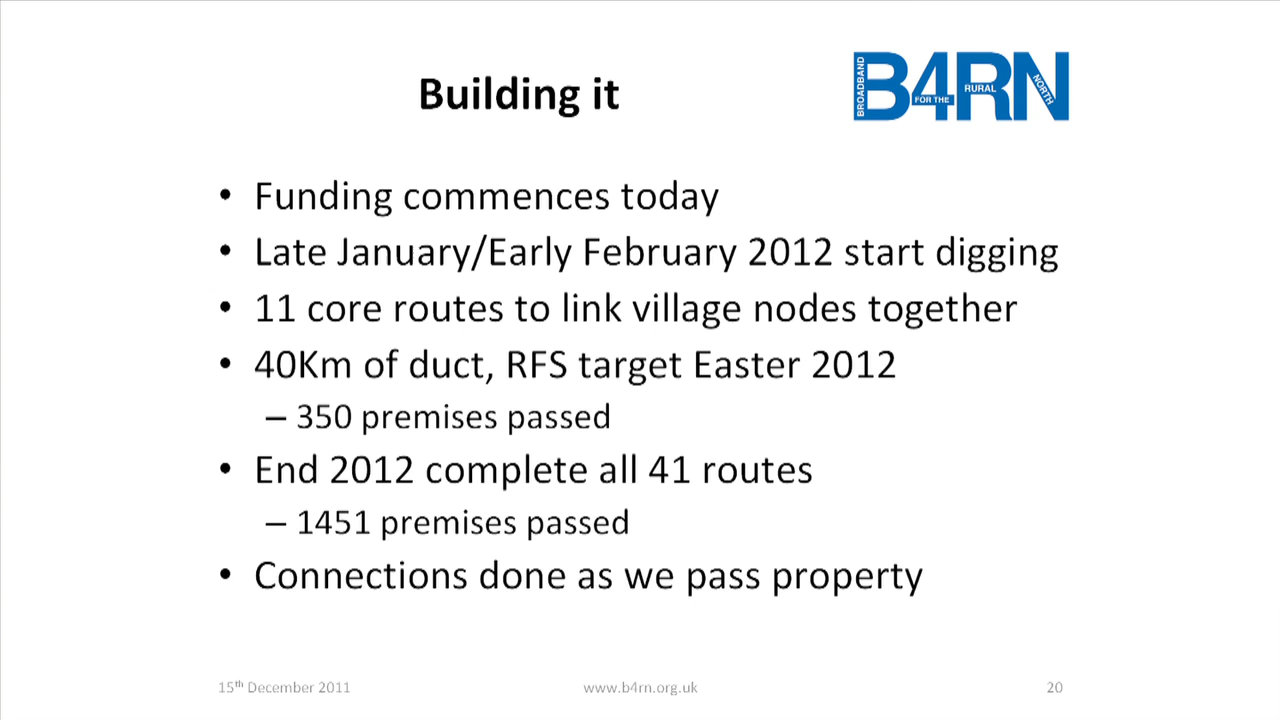 Building it
BROADBAND
B4RN
FOR THE
RURAL
NORTH
• Funding commences today
• Late January/Early February 2012 start digging
• 11 core routes to link village nodes together
• 40Km of duct, RFS target Easter 2012
– 350 premises passed
• End 2012 complete all 41 routes
– 1451 premises passed
• Connections done as we pass property
15th December 2011
www.b4rn.org.uk
20